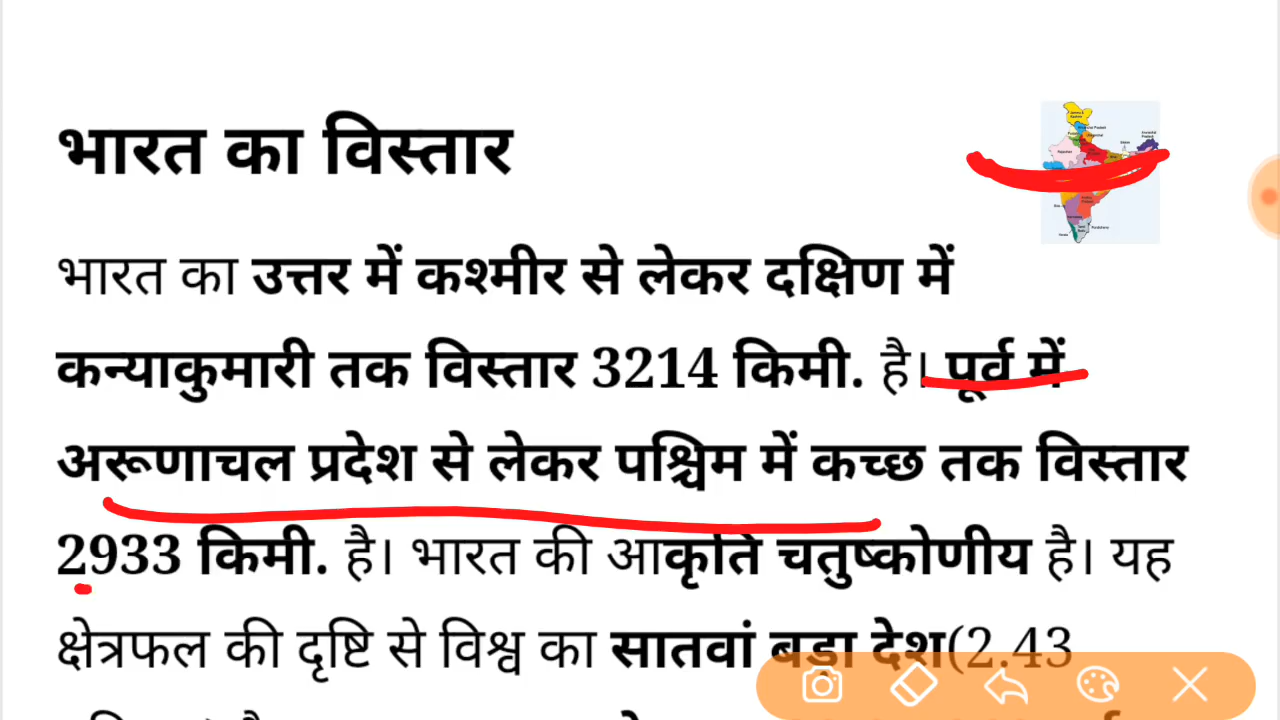 भारत का विस्तार
भारत का उत्तर में कश्मीर से लेकर दक्षिण में
कन्याकुमारी तक विस्तार 3214 किमी. है। पूर्व में
अरूणाचल प्रदेश से लेकर पश्चिम में कच्छ तक विस्तार
2933 किमी. है। भारत की आकृति चतुष्कोणीय है। यह
क्षेत्रफल की दृष्टि से विश्व का सातवां बड़ा देश(2.43